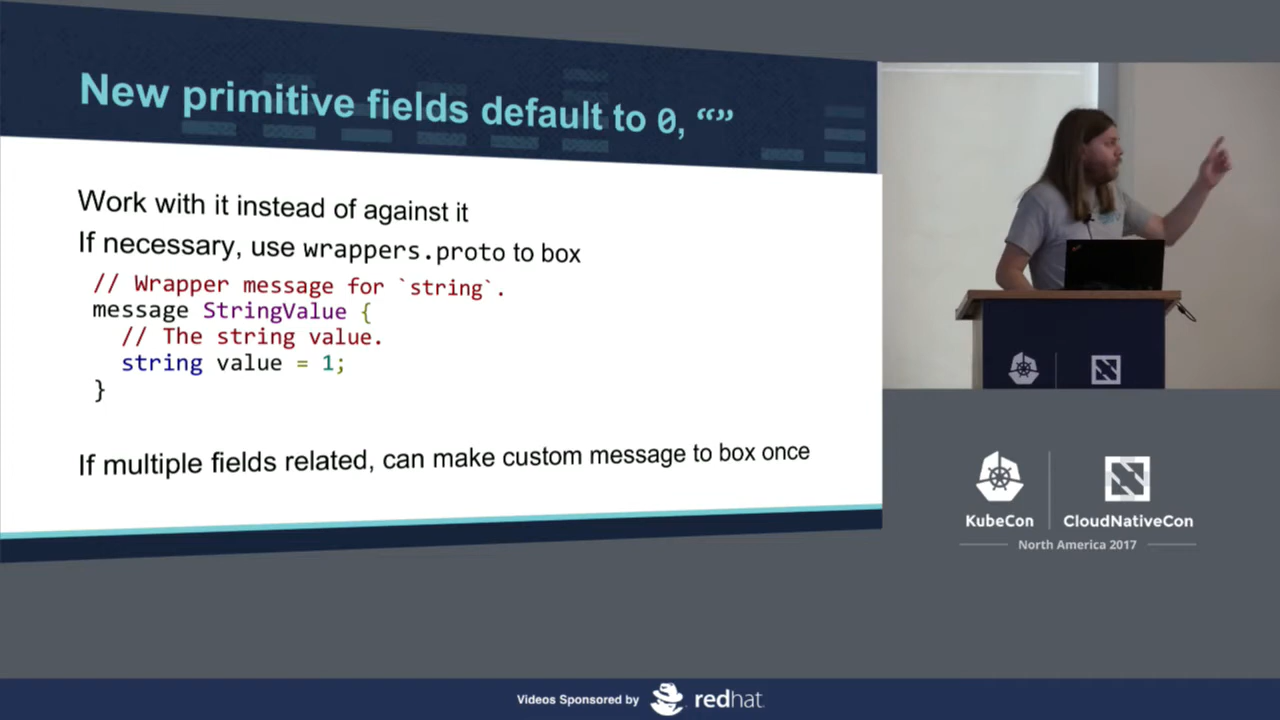 New primitive fields default to 0, “”
Work with it instead of against it
If necessary, use wrappers.proto to box
// Wrapper message for `string`.
message StringValue {
// The string value.
string value = 1;
}
If multiple fields related, can make custom message to box once
KubeCon
CloudNativeCon
North America 2017
Videos Sponsored by
redhat